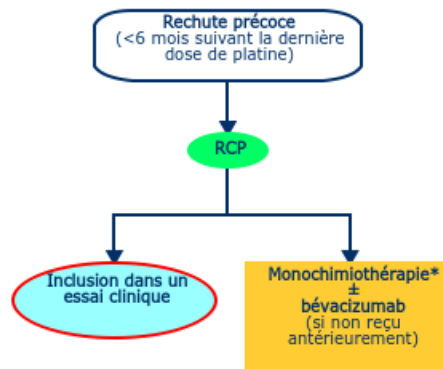 Rechute précoce
(<6 mois suivant la dernière
dose de platine)
RCP
Inclusion dans un
essai clinique
Monochimiothérapie*
±
bévacizumab
(si non reçu
antérieurement)